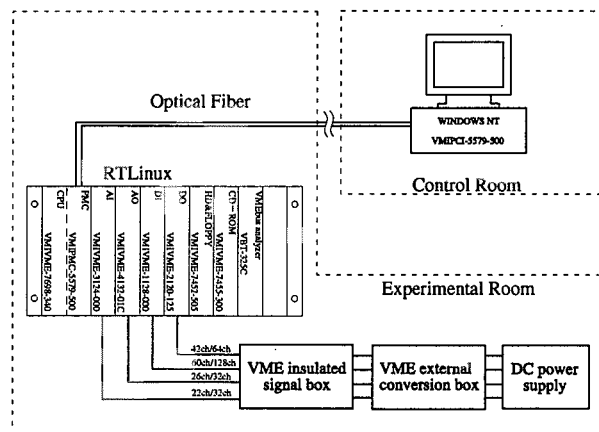 Optical Fiber
WINDOWS NT
VMIPCI-5579-500
Control Room
RTLinux
CPU
VMIVME-7698-340
PMC
VMIPMC-5579-500
AI
VMIVME-3124-000
AO
VMIVME-4132-01C
DI
VMIVME-1128-000
DO
VMIVME-2120-125
HD&FLOPPY
VMIVME-7452-505
CD-ROM
VMIVME-7455-300
VMEbus analyzer
VBT-325C
Experimental Room
42ch/64ch
60ch/128ch
26ch/32ch
22ch/32ch
VME insulated
signal box
VME external
conversion box
DC power
supply